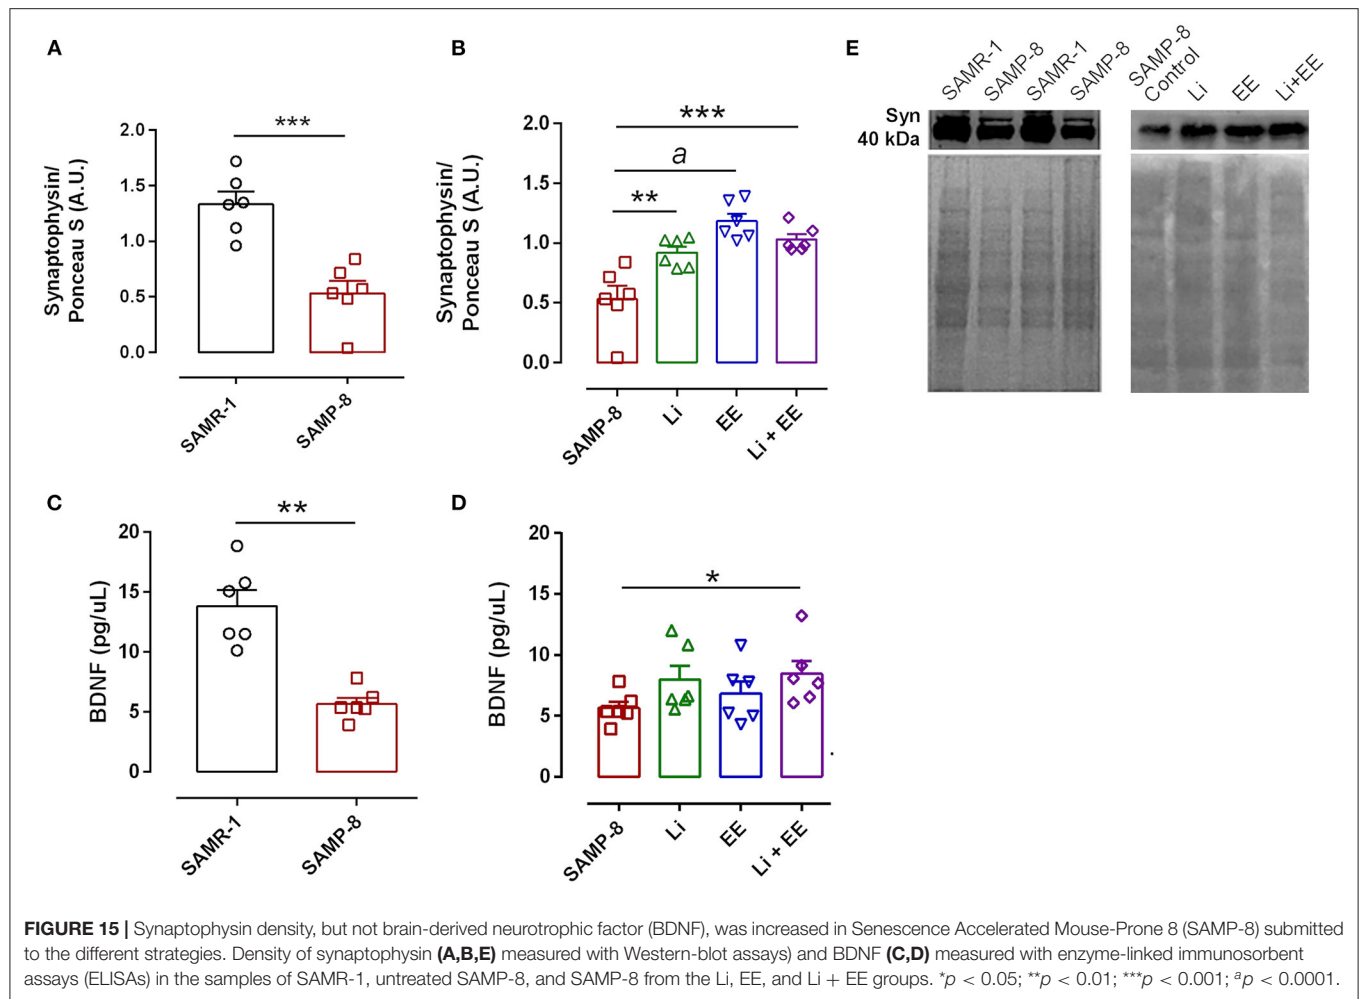 A
***
2.0
1.5
1.0
0.5
0.0
Synaptophysin/
Ponceau S (A.U.)
SAMR-1
SAMP-8
B
***
a
**
2.0
1.5
1.0
0.5
0.0
Synaptophysin/
Ponceau S (A.U.)
SAMP-8
Li
EE
Li + EE
E
SAMR-1
SAMP-8
SAMR-1
SAMP-8
SAMP-8
Control
Li
EE
Li+EE
Syn
40 kDa
C
**
20
15
10
5
0
BDNF (pg/uL)
SAMR-1
SAMP-8
D
*
20
15
10
5
0
BDNF (pg/uL)
SAMP-8
Li
EE
Li + EE
FIGURE 15 | Synaptophysin density, but not brain-derived neurotrophic factor (BDNF), was increased in Senescence Accelerated Mouse-Prone 8 (SAMP-8) submitted
to the different strategies. Density of synaptophysin (A,B,E) measured with Western-blot assays) and BDNF (C,D) measured with enzyme-linked immunosorbent
assays (ELISAs) in the samples of SAMR-1, untreated SAMP-8, and SAMP-8 from the Li, EE, and Li + EE groups. *p < 0.05; **p < 0.01; ***p < 0.001; ap < 0.0001.